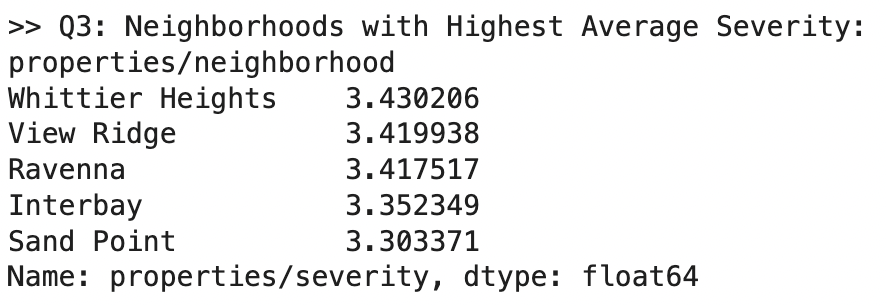 >> Q3: Neighborhoods with Highest Average Severity:
properties/neighborhood
Whittier Heights    3.430206
View Ridge          3.419938
Ravenna             3.417517
Interbay            3.352349
Sand Point          3.303371
Name: properties/severity, dtype: float64